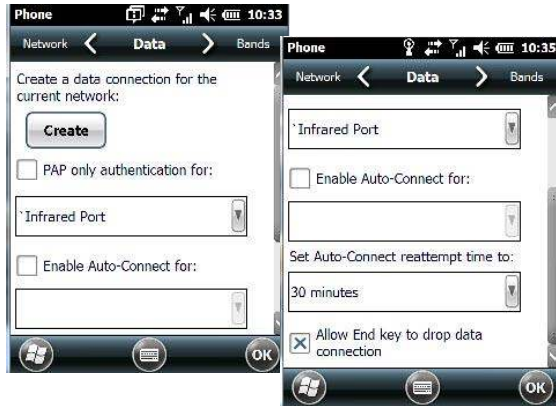 Phone 10:33
Network Data Bands
Create a data connection for the
current network:
Create
PAP only authentication for:
`Infrared Port
Enable Auto-Connect for:
OK
Phone 10:35
Network Data Bands
`Infrared Port
Enable Auto-Connect for:
Set Auto-Connect reattempt time to:
30 minutes
Allow End key to drop data
connection
OK